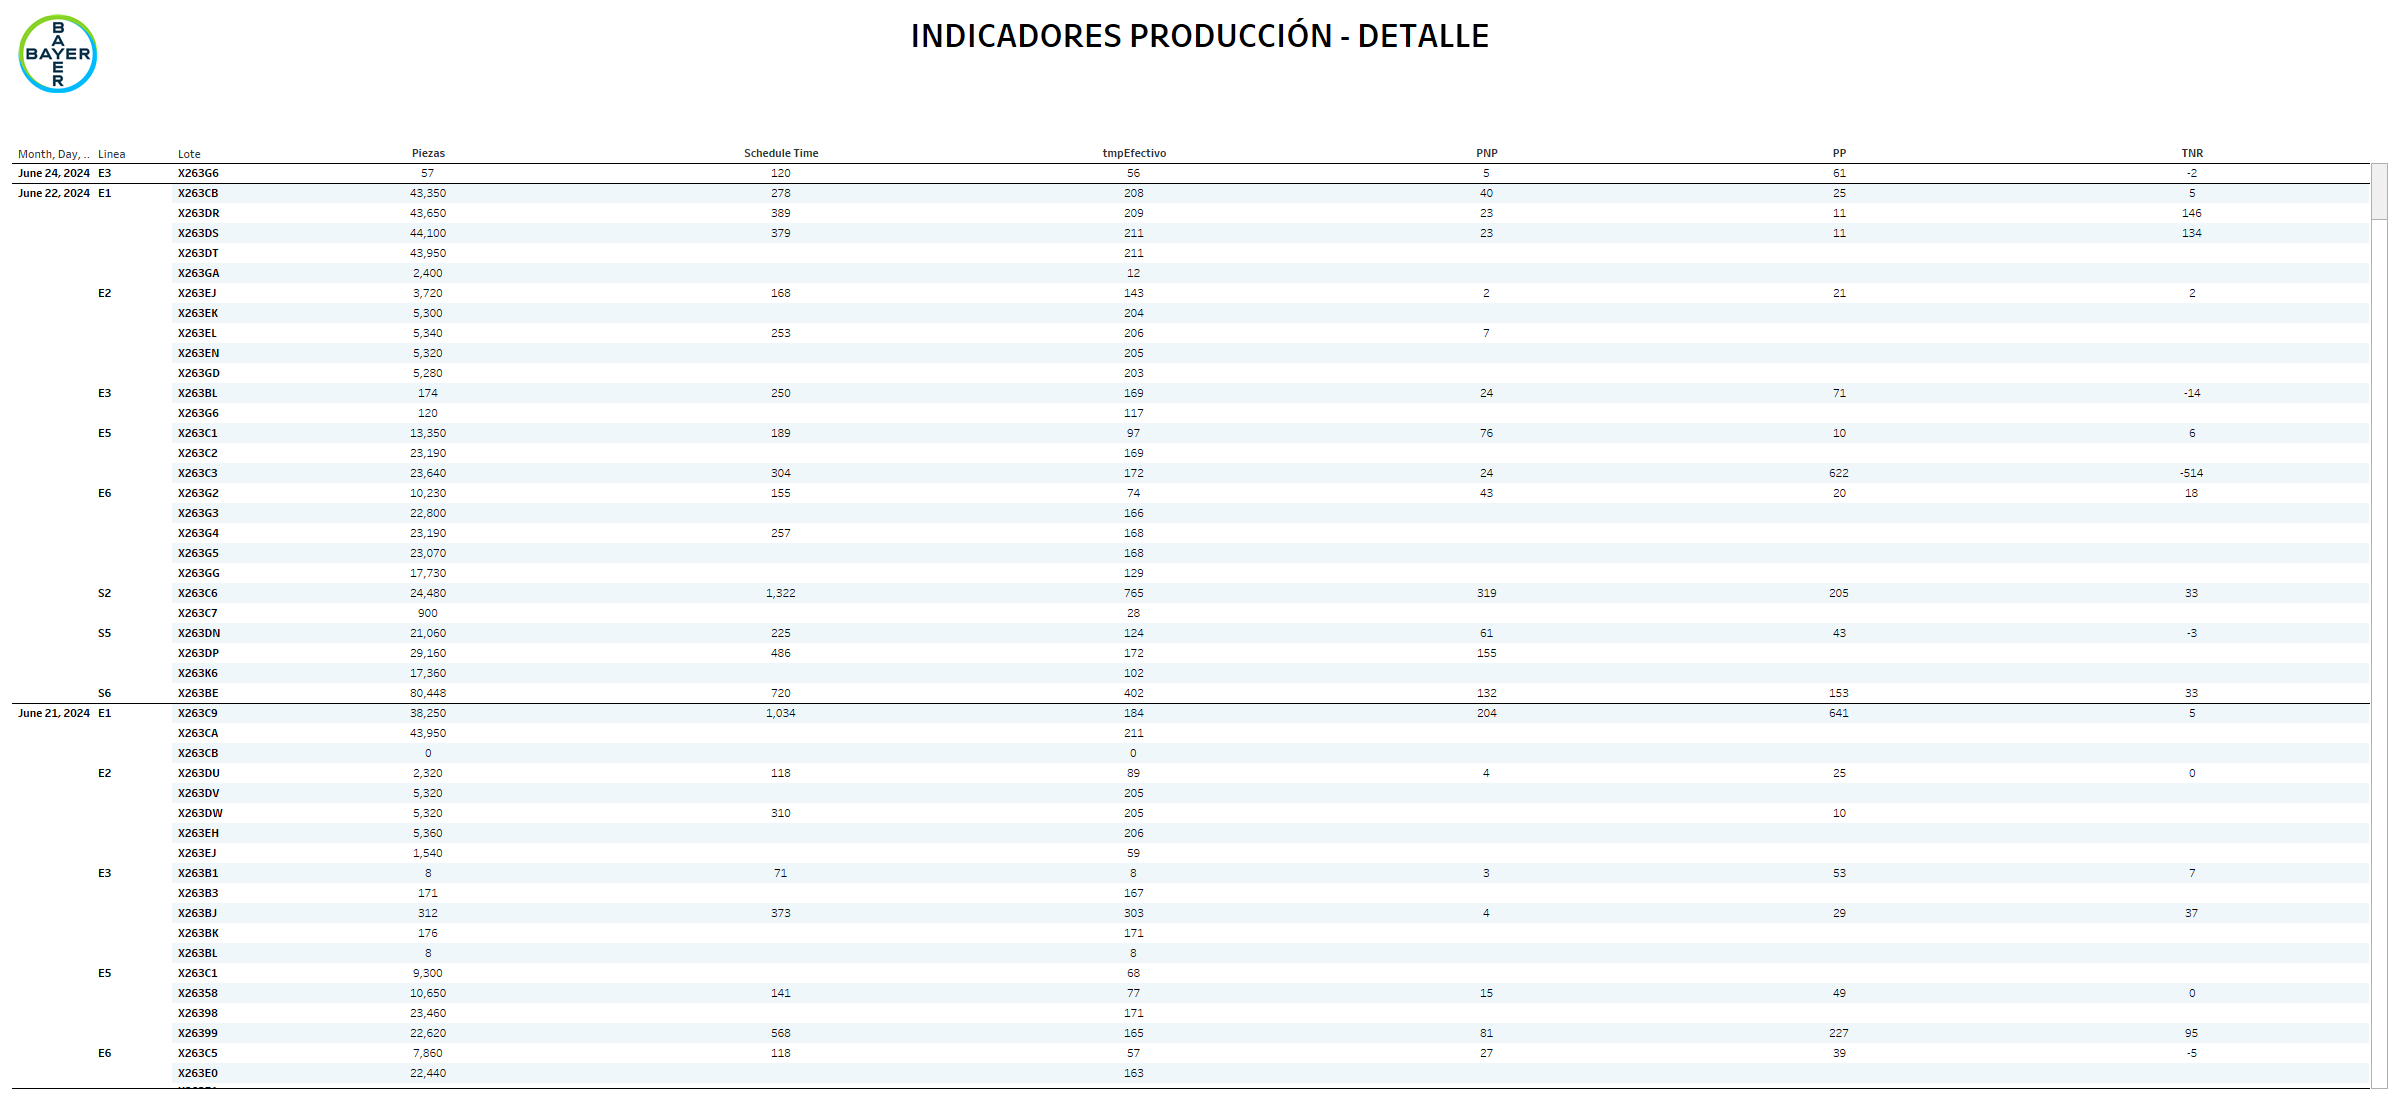 BAYER
BAYER
INDICADORES PRODUCCIÓN - DETALLE
Month, Day, .. Linea Lote Piezas Schedule Time tmpEfectivo PNP PP TNR
June 24, 2024 E3 X263G6 57 120 56 5 61 -2
June 22, 2024 E1 X263CB 43,350 278 208 40 25 5
X263DR 43,650 389 209 23 11 146
X263DS 44,100 379 211 23 11 134
X263DT 43,950 211
X263GA 2,400 12
E2 X263EJ 3,720 168 143 2 21 2
X263EK 5,300 204
X263EL 5,340 253 206 7
X263EN 5,320 205
X263GD 5,280 203
E3 X263BL 174 250 169 24 71 -14
X263G6 120 117
E5 X263C1 13,350 189 97 76 10 6
X263C2 23,190 169
X263C3 23,640 304 172 24 622 -514
E6 X263G2 10,230 155 74 43 20 18
X263G3 22,800 166
X263G4 23,190 257 168
X263G5 23,070 168
X263GG 17,730 129
S2 X263C6 24,480 1,322 765 319 205 33
X263C7 900 28
S5 X263DN 21,060 225 124 61 43 -3
X263DP 29,160 486 172 155
X263K6 17,360 102
S6 X263BE 80,448 720 402 132 153 33
June 21, 2024 E1 X263C9 38,250 1,034 184 204 641 5
X263CA 43,950 211
X263CB 0 0
E2 X263DU 2,320 118 89 4 25 0
X263DV 5,320 205
X263DW 5,320 310 205 10
X263EH 5,360 206
X263EJ 1,540 59
E3 X263B1 8 71 8 3 53 7
X263B3 171 167
X263BJ 312 373 303 4 29 37
X263BK 176 171
X263BL 8 8
E5 X263C1 9,300 68
X26358 10,650 141 77 15 49 0
X26398 23,460 171
X26399 22,620 568 165 81 227 95
E6 X263C5 7,860 118 57 27 39 -5
X263E0 22,440 163